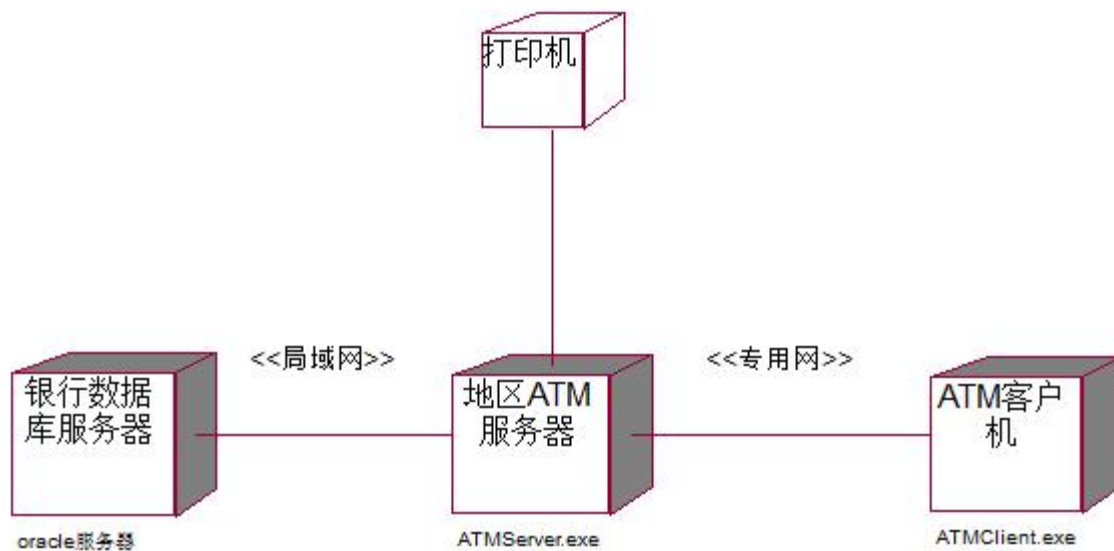 打印机
<<局域网>>
<<专用网>>
银行数据
库服务器
地区ATM
服务器
ATM客户
机
oracle服务器
ATMServer.exe
ATMClient.exe